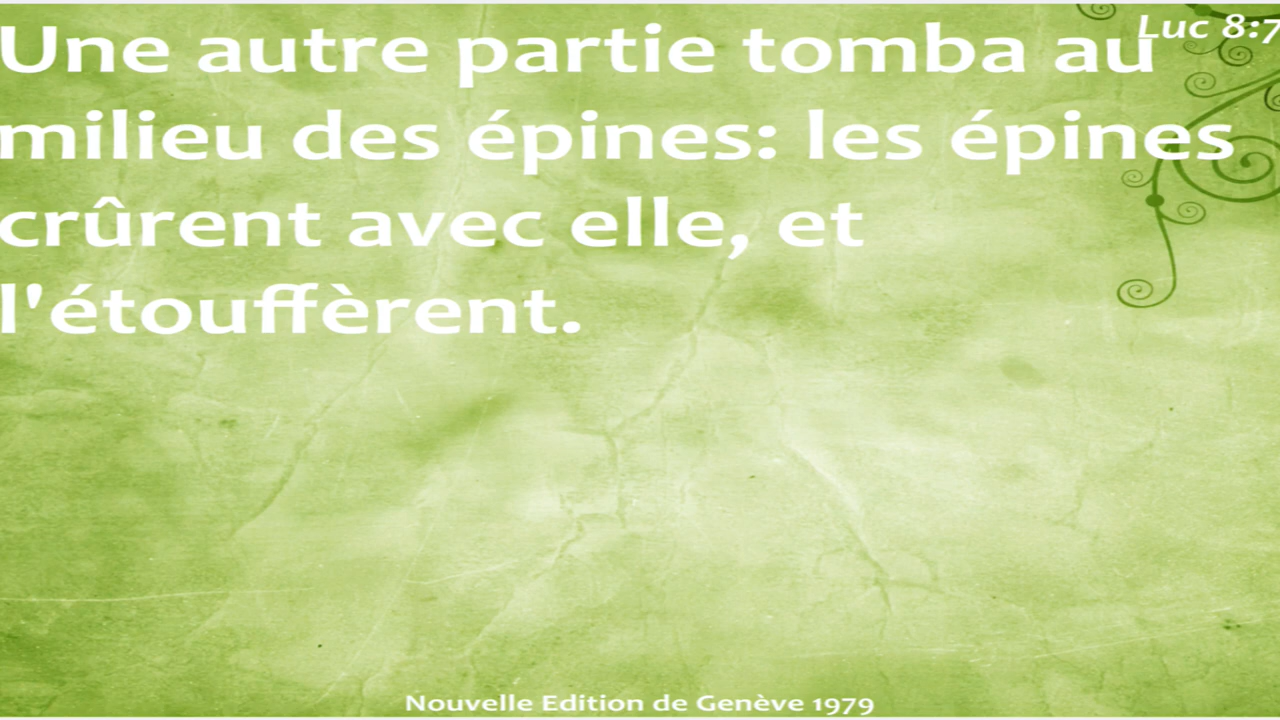 Luc 8:7
Une autre partie tomba au
milieu des épines: les épines
crûrent avec elle, et
l'étouffèrent.
Nouvelle Edition de Genève 1979